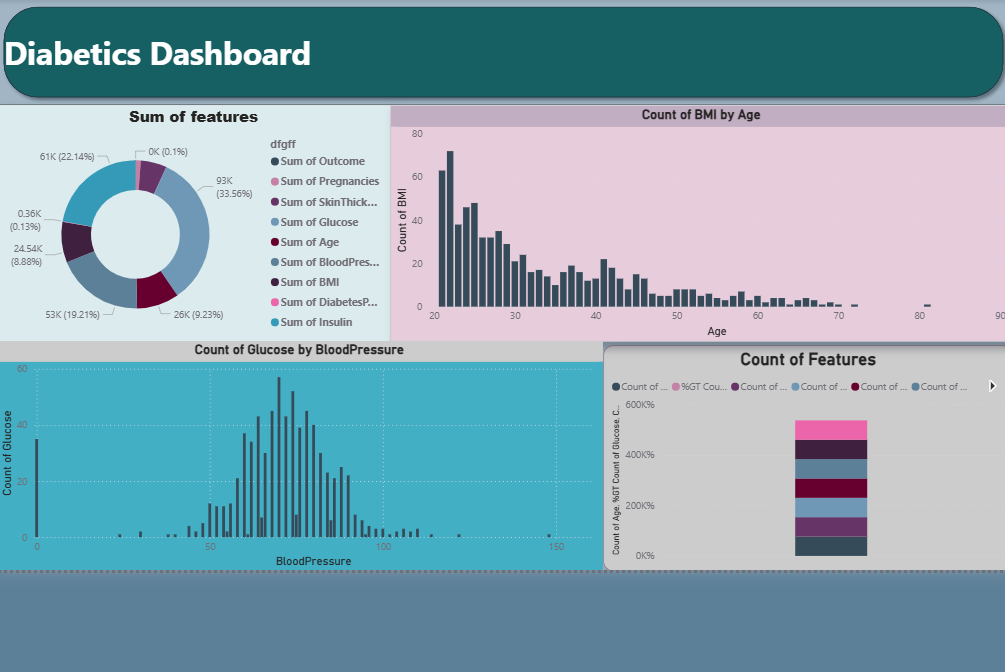 Diabetics Dashboard
Sum of features
61K (22.14%)
0K (0.1%)
93K
(33.56%)
0.36K
(0.13%)
24.54K
(8.88%)
53K (19.21%)
26K (9.23%)
dfgff
Sum of Outcome
Sum of Pregnancies
Sum of SkinThick...
Sum of Glucose
Sum of Age
Sum of BloodPres...
Sum of BMI
Sum of DiabetesP...
Sum of Insulin
Count of BMI by Age
Count of BMI
80
60
40
20
0
20 30 40 50 60 70 80 90
Age
Count of Glucose by BloodPressure
Count of Glucose
60
40
20
0
0 50 100 150
BloodPressure
Count of Features
Count of ... %GT Cou... Count of ... Count of ... Count of ... Count of ...
Count of Age, %GT Count of Glucose, C...
600K%
400K%
200K%
0K%